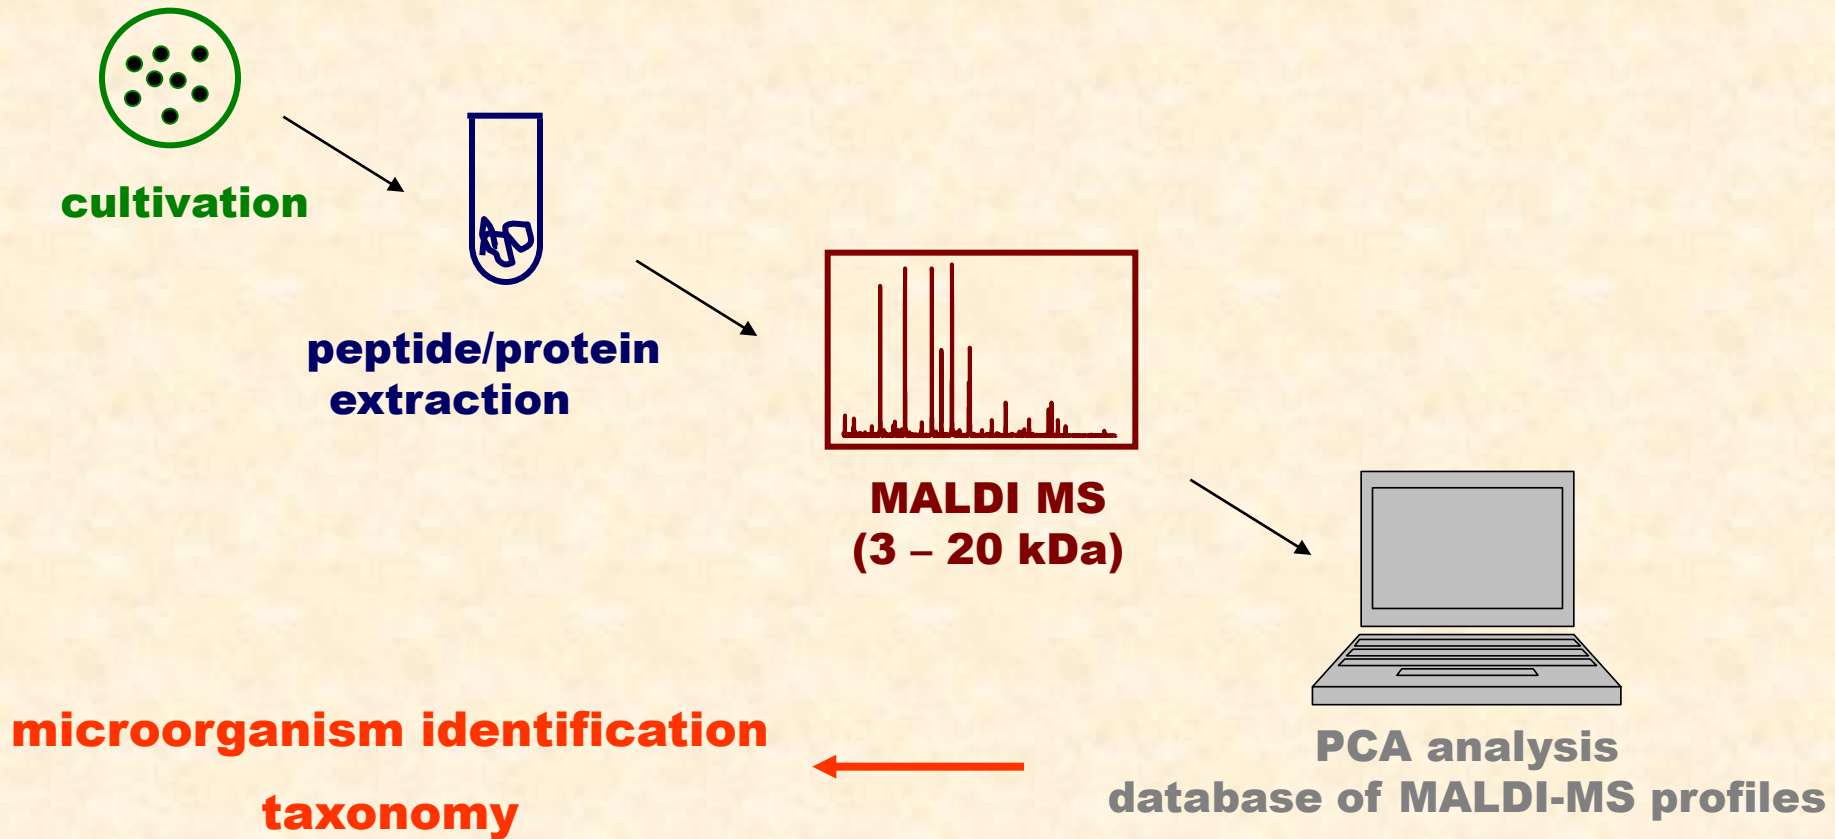 cultivation
peptide/protein
extraction
MALDI MS
(3 – 20 kDa)
PCA analysis
database of MALDI-MS profiles
microorganism identification
taxonomy